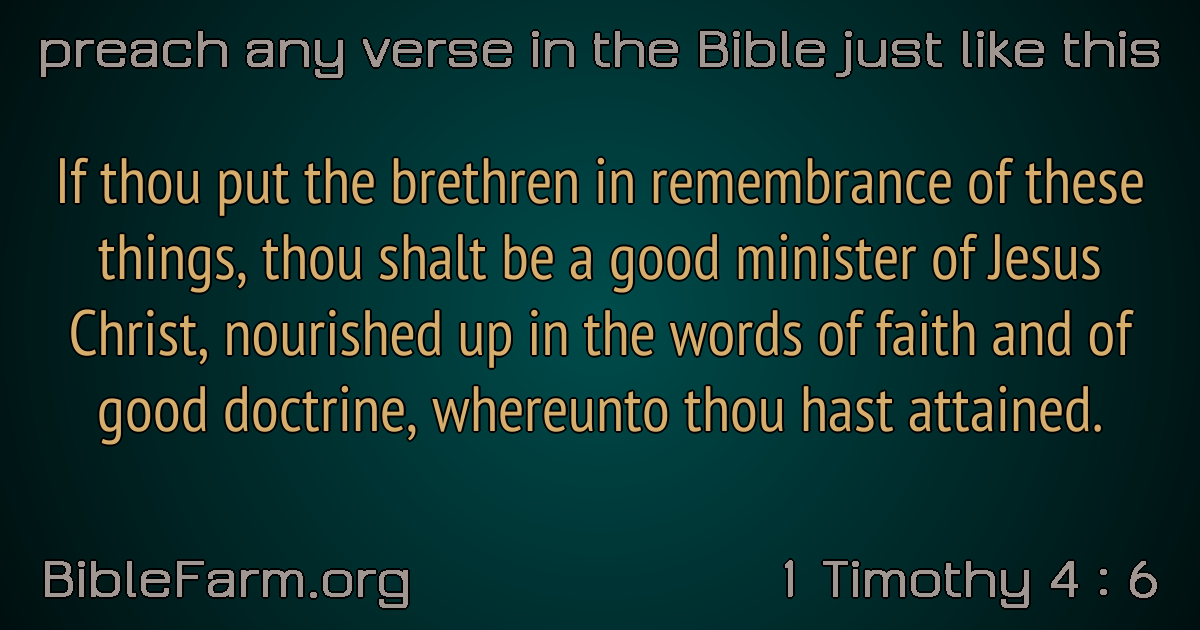 preach any verse in the Bible just like this
If thou put the brethren in remembrance of these
things, thou shalt be a good minister of Jesus
Christ, nourished up in the words of faith and of
good doctrine, whereunto thou hast attained.
BibleFarm.org
1 Timothy 4 : 6